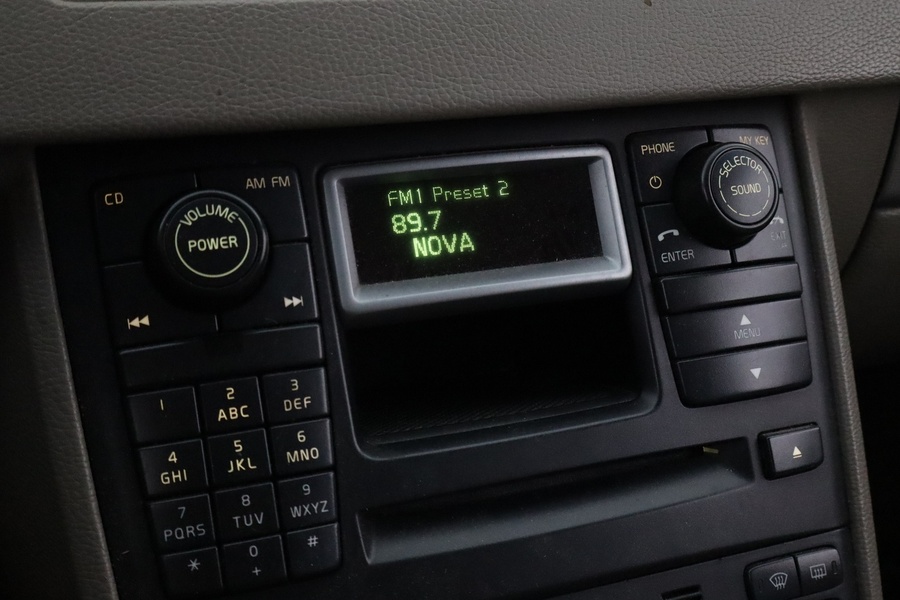 CD
AM FM
VOLUME
POWER
FM1 Preset 2
89.7
NOVA
PHONE
MY KEY
SELECTOR
SOUND
ENTER
EXIT
MENU
1
2
ABC
3
DEF
4
GHI
5
JKL
6
MNO
7
PQRS
8
TUV
9
WXYZ
*
0
+
#